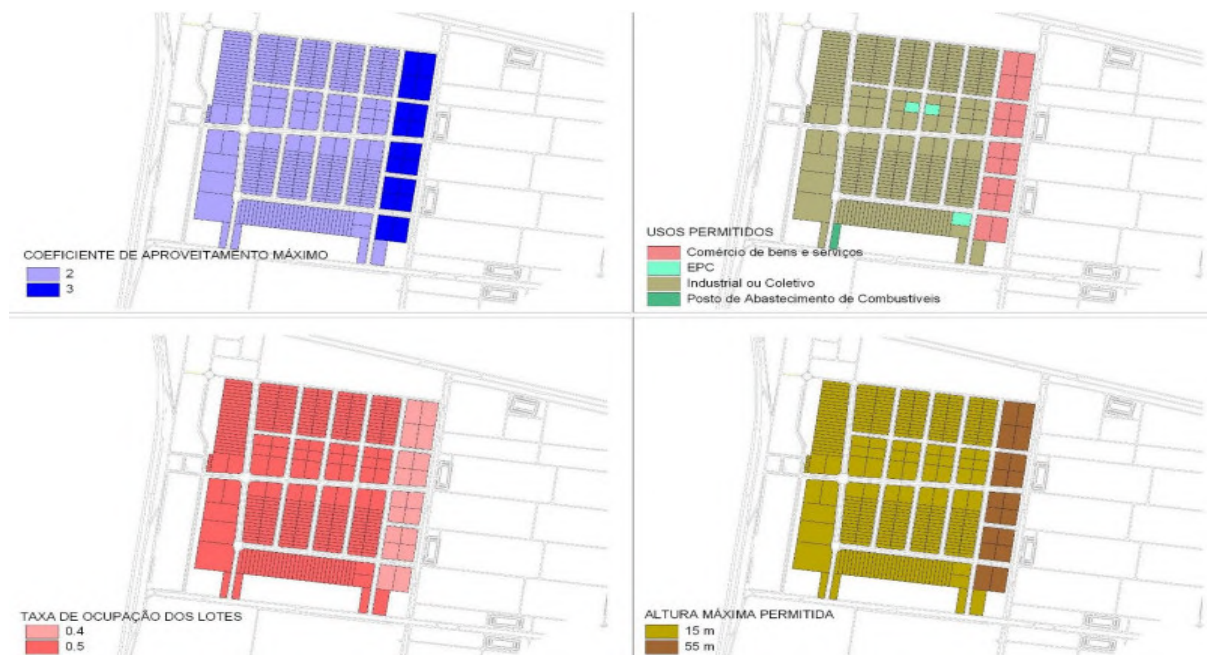 COEFICIENTE DE APROVEITAMENTO MÁXIMO
2
3
USOS PERMITIDOS
Comércio de bens e serviços
EPC
Industrial ou Coletivo
Posto de Abastecimento de Combustíveis
TAXA DE OCUPAÇÃO DOS LOTES
0.4
0.5
ALTURA MÁXIMA PERMITIDA
15 m
55 m